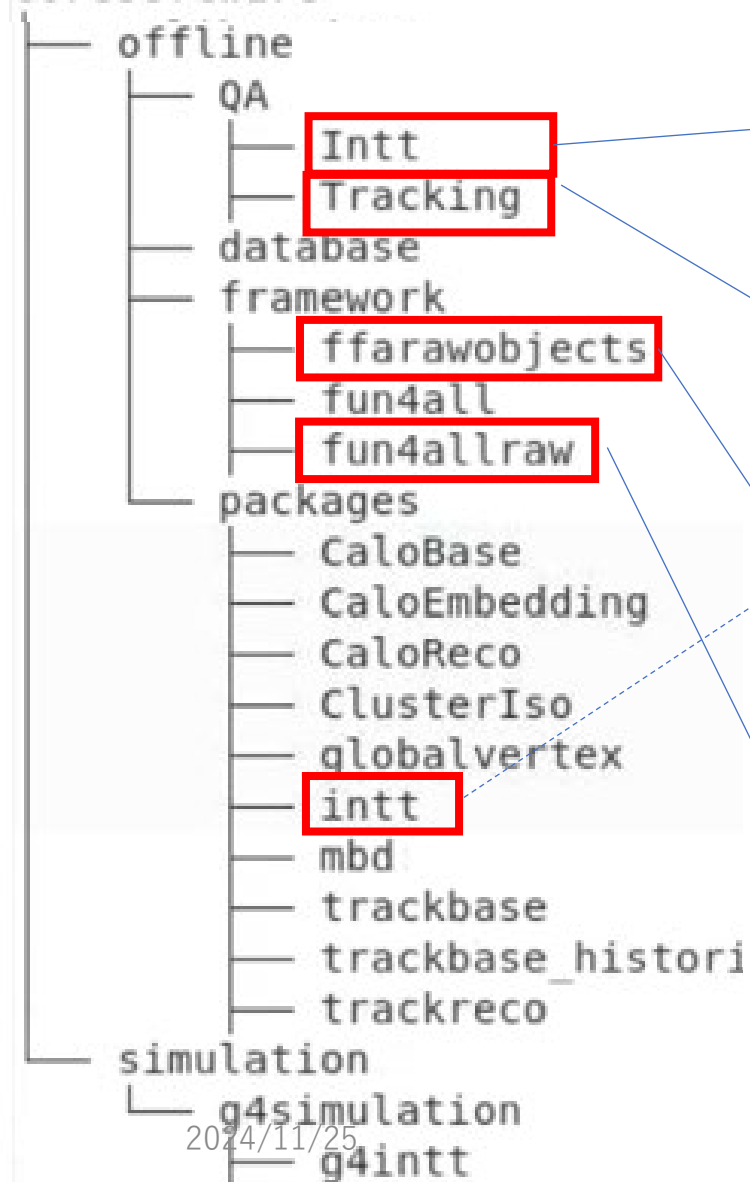 offline
QA
Intt
Tracking
database
framework
ffarawobjects
fun4all
fun4allraw
packages
CaloBase
CaloEmbedding
CaloReco
ClusterIso
globalvertex
intt
mbd
trackbase
trackbase_histori
trackreco
simulation
g4simulation
2024/11/25
g4intt